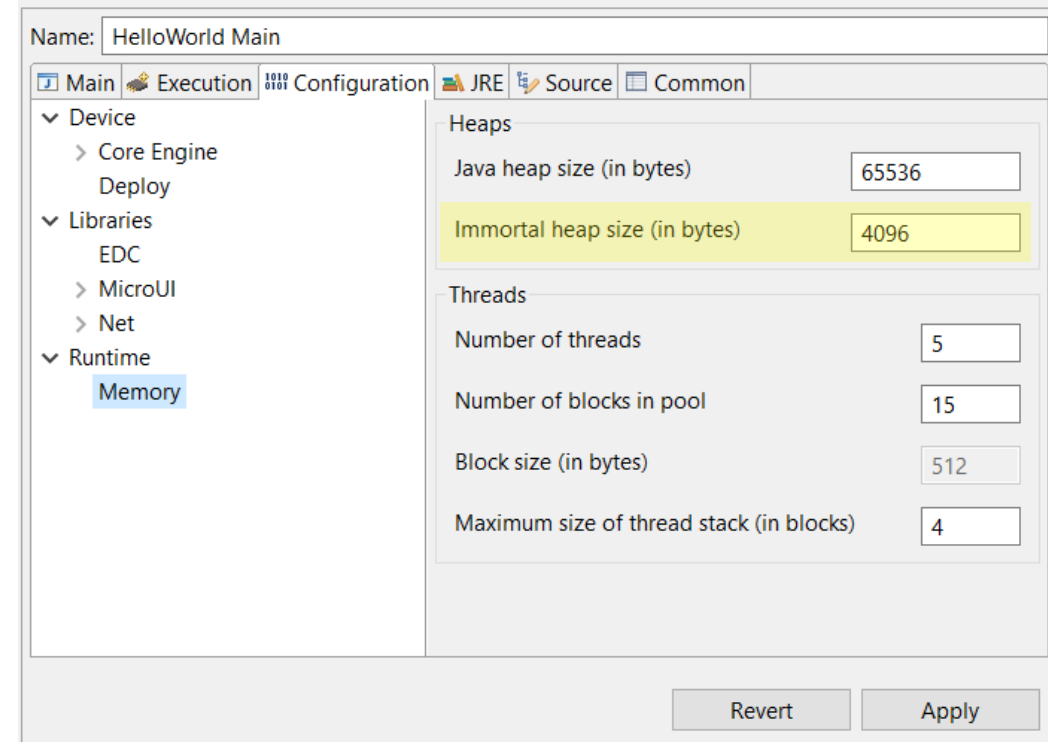 Name: HelloWorld Main
Main Execution 1010 0101 Configuration JRE Source Common
Device
Core Engine
Deploy
Libraries
EDC
MicroUI
Net
Runtime
Memory
Heaps
Java heap size (in bytes) 65536
Immortal heap size (in bytes) 4096
Threads
Number of threads 5
Number of blocks in pool 15
Block size (in bytes) 512
Maximum size of thread stack (in blocks) 4
Revert Apply